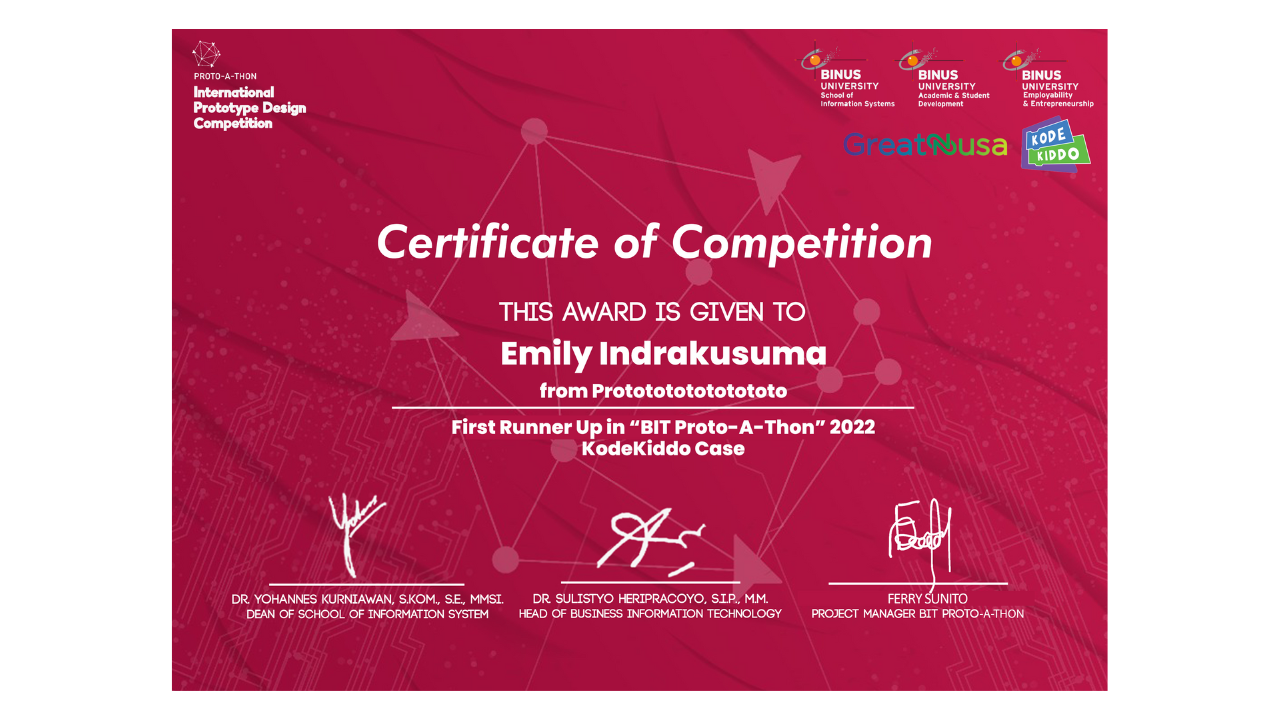 PROTO-A-THON
International
Prototype Design
Competition
BINUS
UNIVERSITY
School of
Information Systems
BINUS
UNIVERSITY
Academic & Student
Development
BINUS
UNIVERSITY
Employability
& Entrepreneurship
GreatNusa
KODE
KIDDO
Certificate of Competition
THIS AWARD IS GIVEN TO
Emily Indrakusuma
from Prototototototototo
First Runner Up in “BIT Proto-A-Thon” 2022
KodeKiddo Case
DR. YOHANNES KURNIAWAN, S.KOM., S.E., MMSI.
DEAN OF SCHOOL OF INFORMATION SYSTEM
DR. SULISTYO HERIPRACOYO, S.I.P., M.M.
HEAD OF BUSINESS INFORMATION TECHNOLOGY
FERRY SUNITO
PROJECT MANAGER BIT PROTO-A-THON